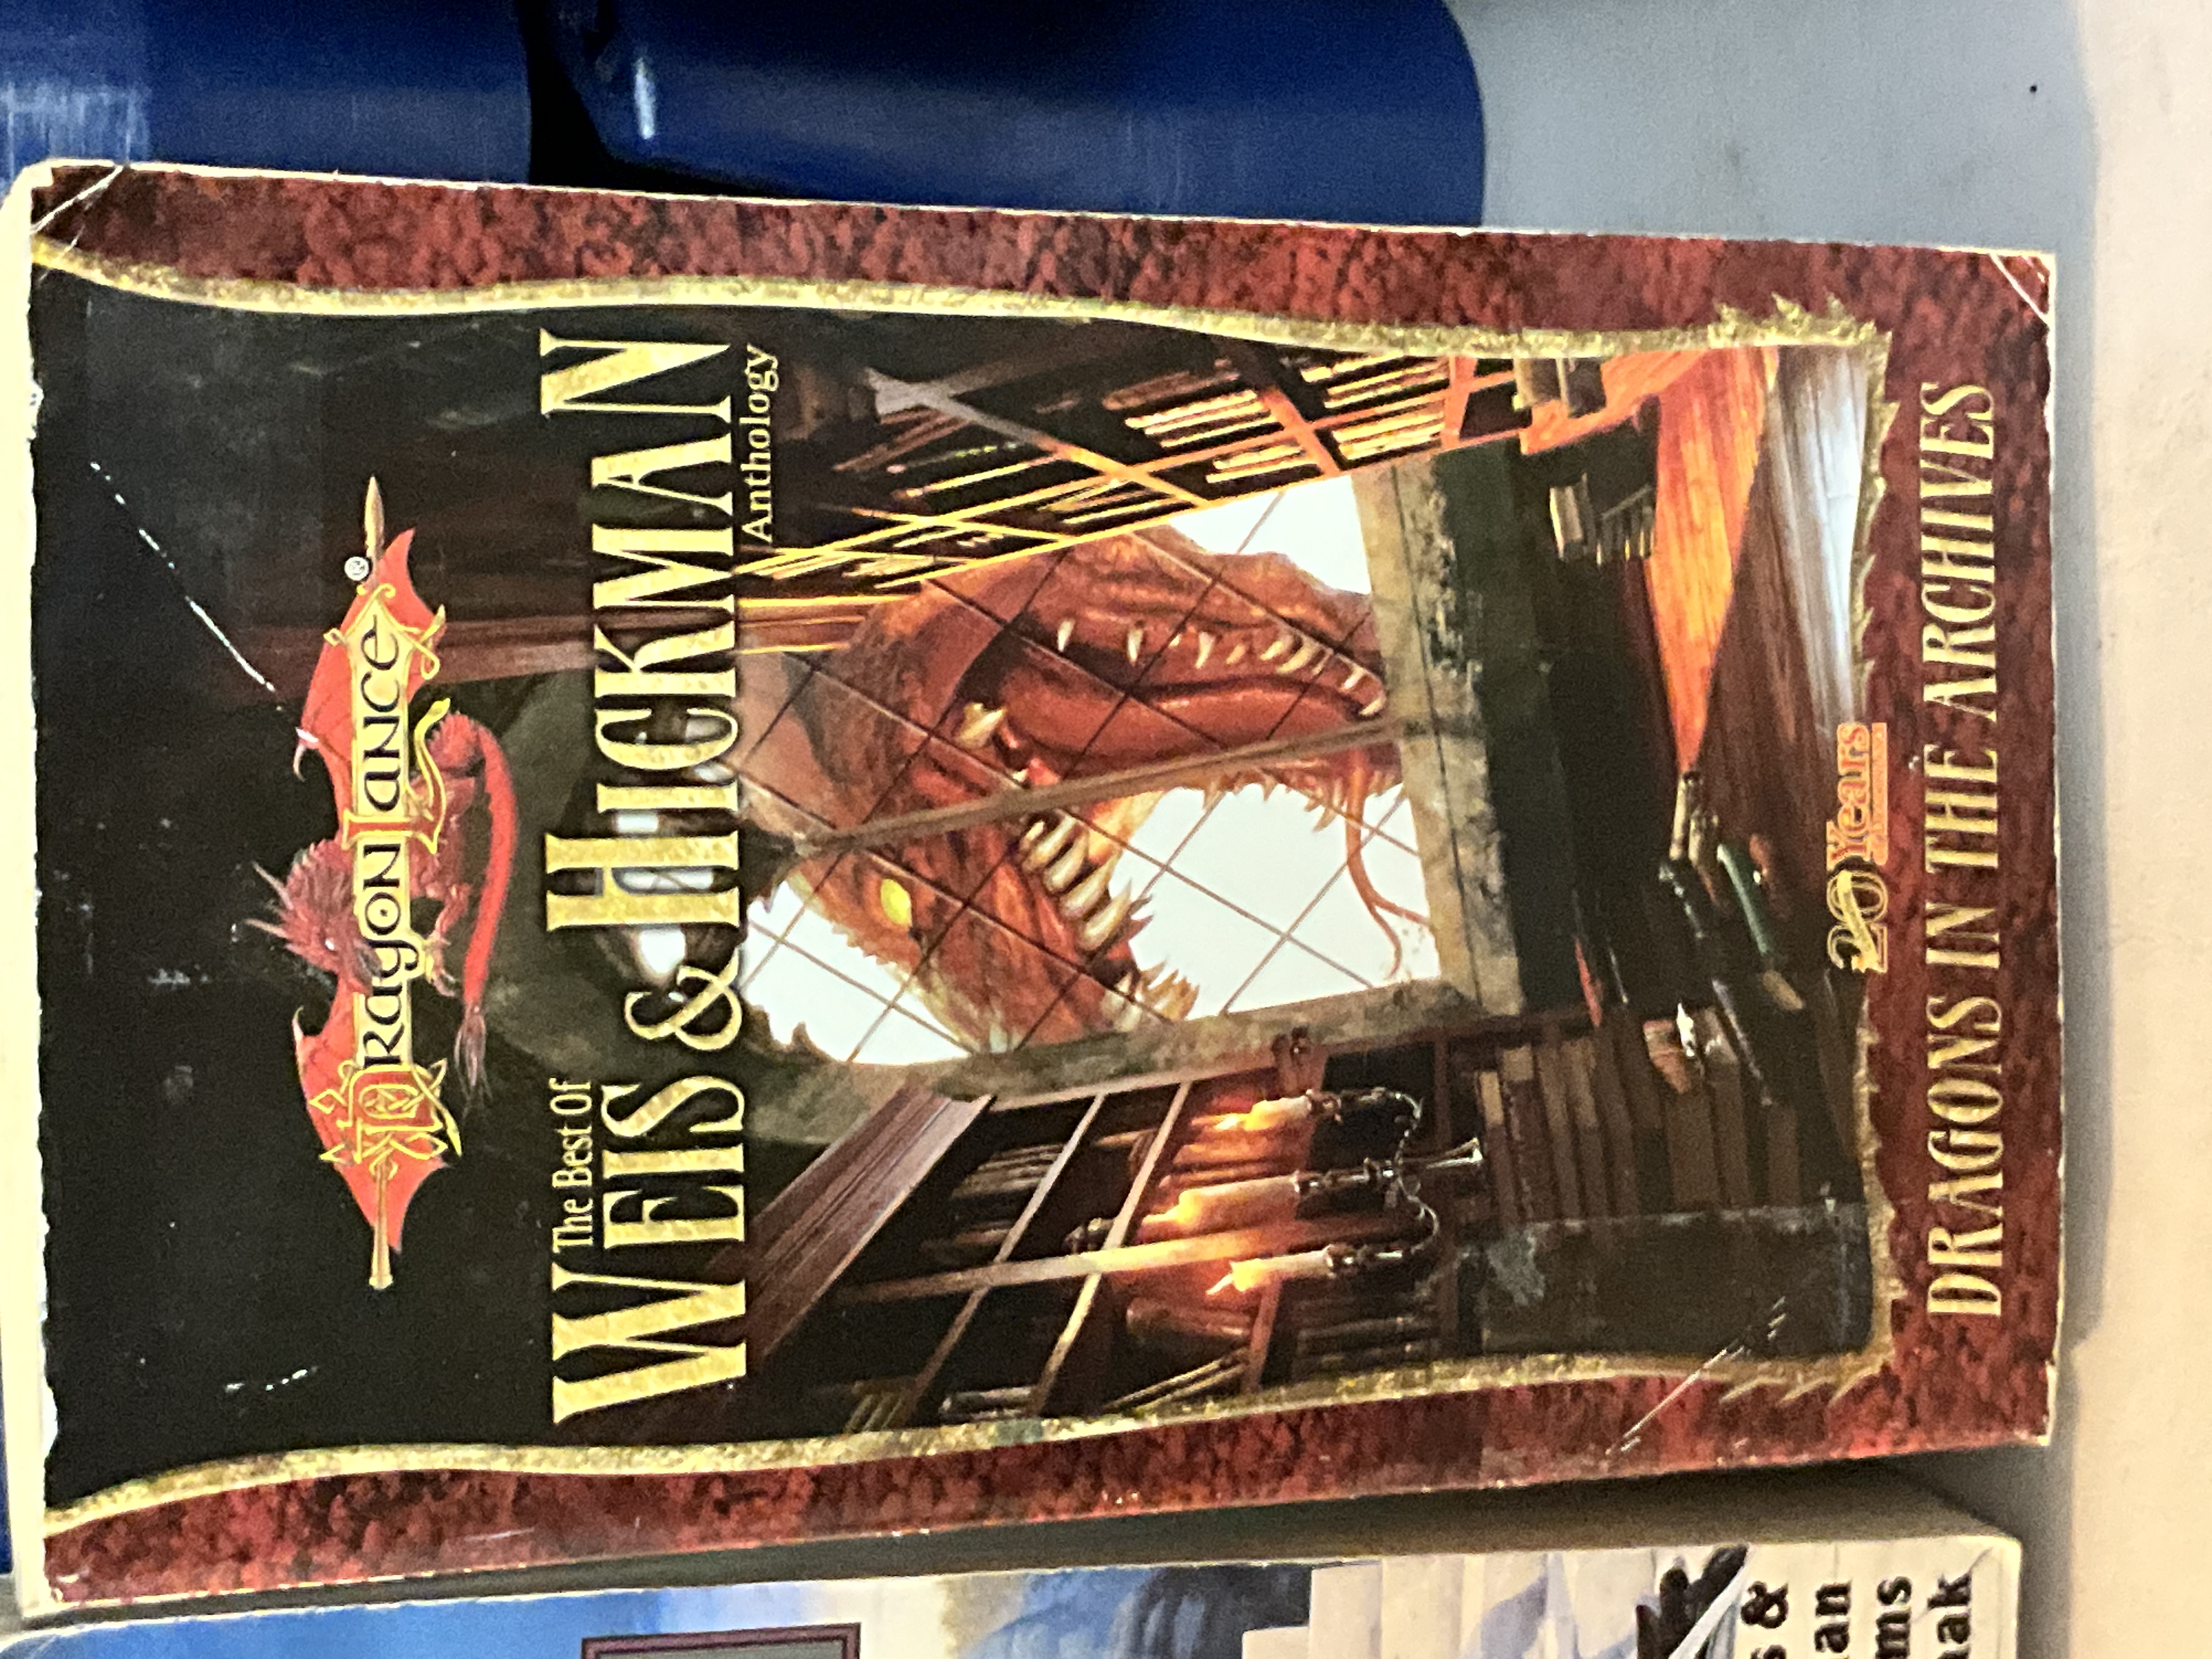 DRAGONLANCE®
The Best Of
WEIS & HICKMAN
Anthology
20 Years
DRAGONS IN THE ARCHIVES
&